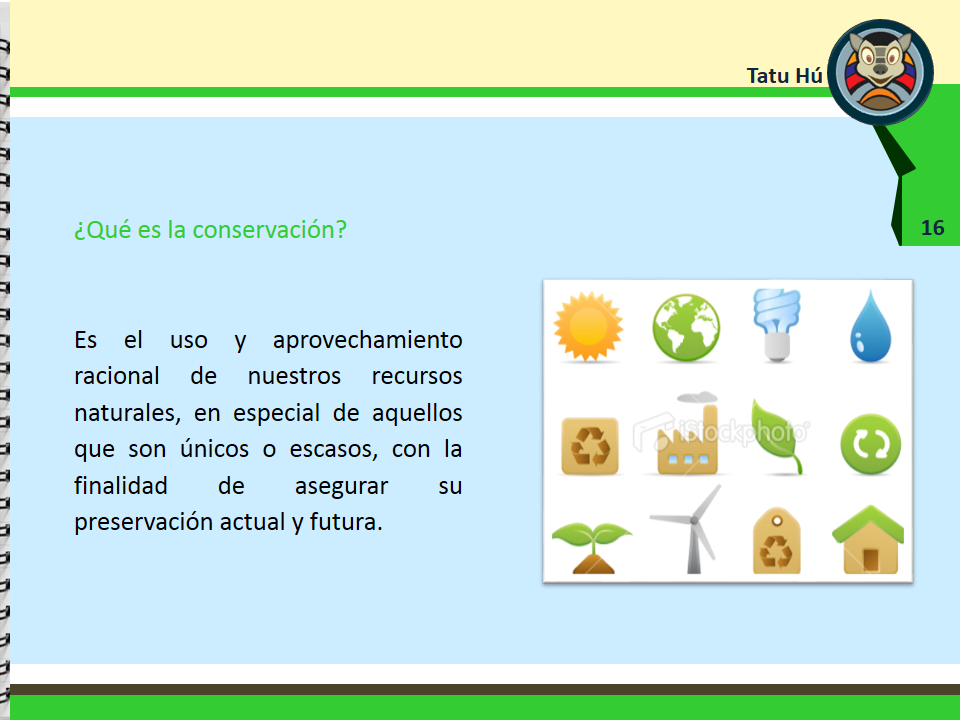 Tatu Hú
16
¿Qué es la conservación?
Es el uso y aprovechamiento
racional de nuestros recursos
naturales, en especial de aquellos
que son únicos o escasos, con la
finalidad de asegurar su
preservación actual y futura.
iStockphoto